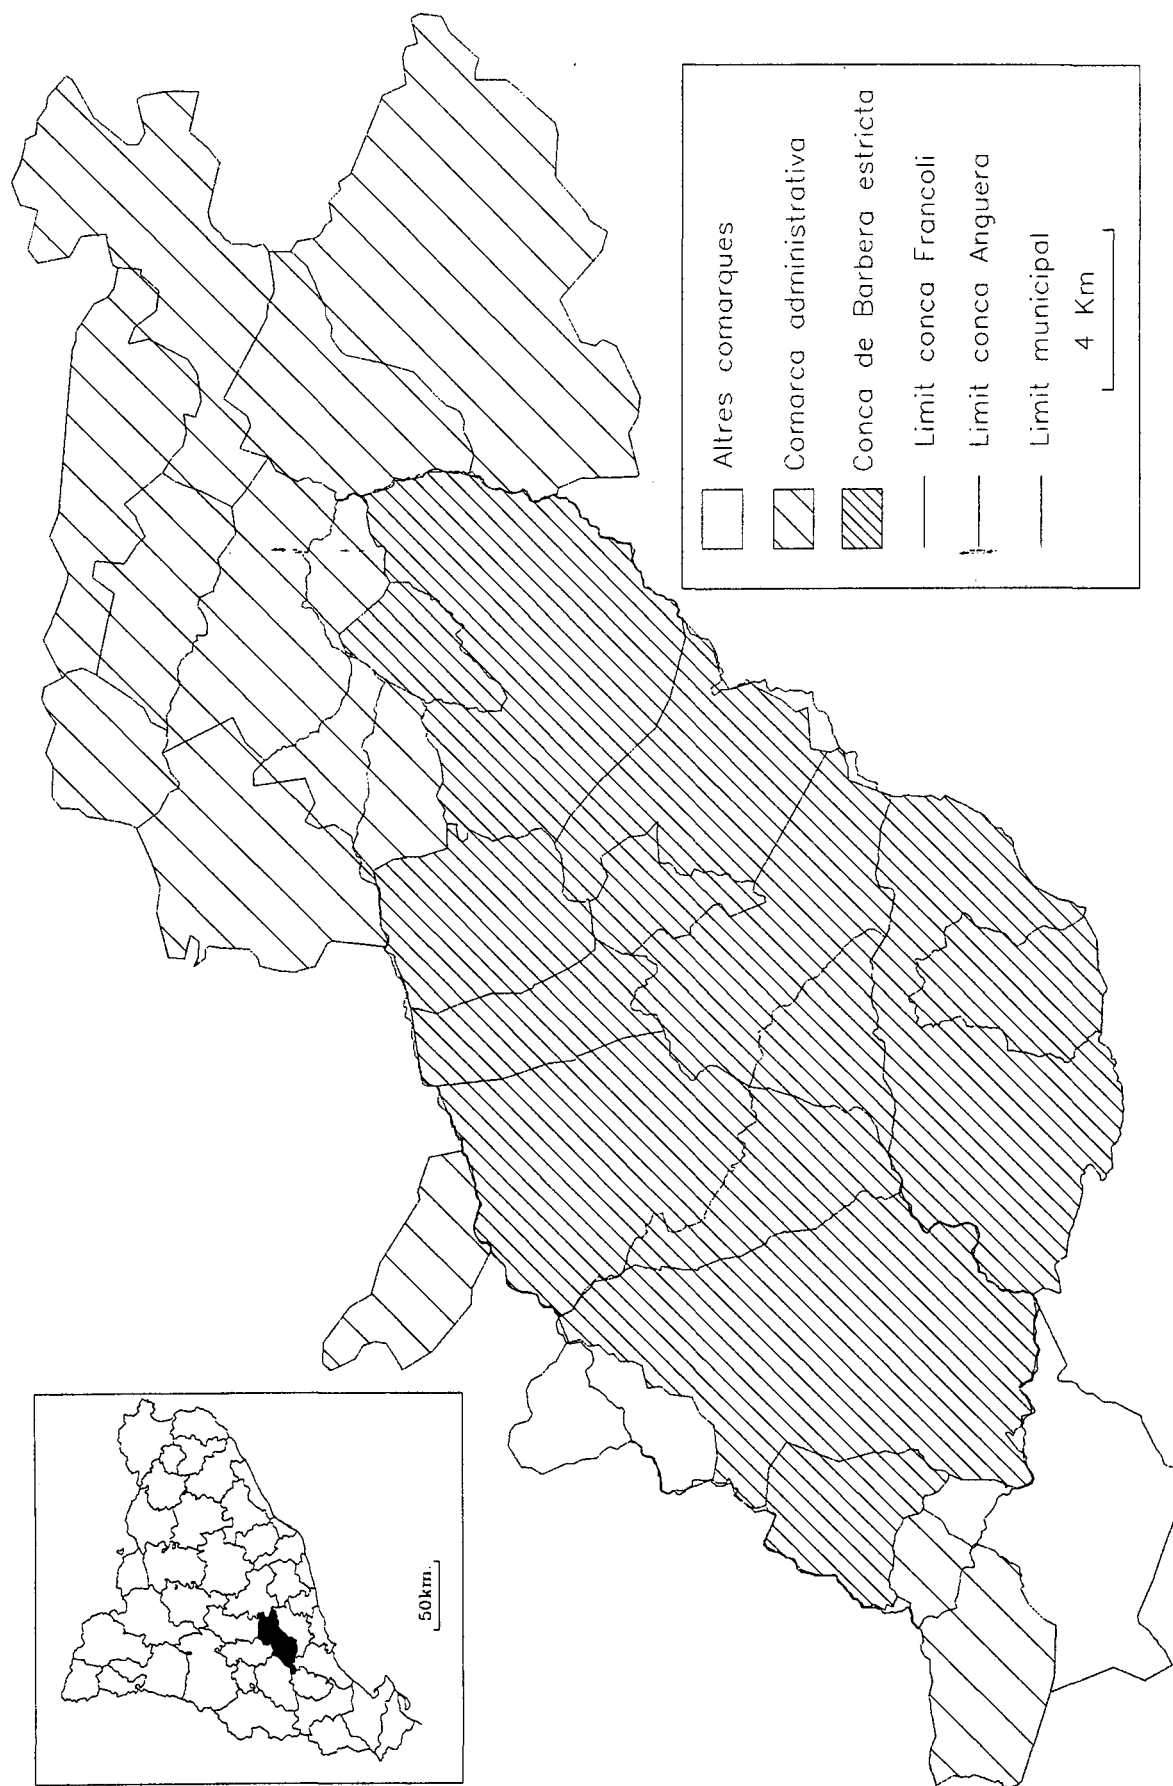 Altres comarques
Comarca administrativa
Conca de Barbera estricta
Limit conca Francoli
Limit conca Anguera
Limit municipal
4 Km
50km.